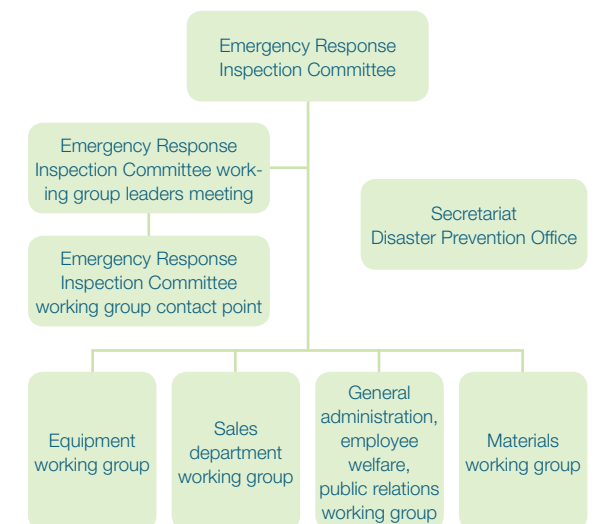 Emergency Response
Inspection Committee
Emergency Response
Inspection Committee work-
ing group leaders meeting
Secretariat
Disaster Prevention Office
Emergency Response
Inspection Committee
working group contact point
Equipment
working group
Sales
department
working group
General
administration,
employee
welfare,
public relations
working group
Materials
working group